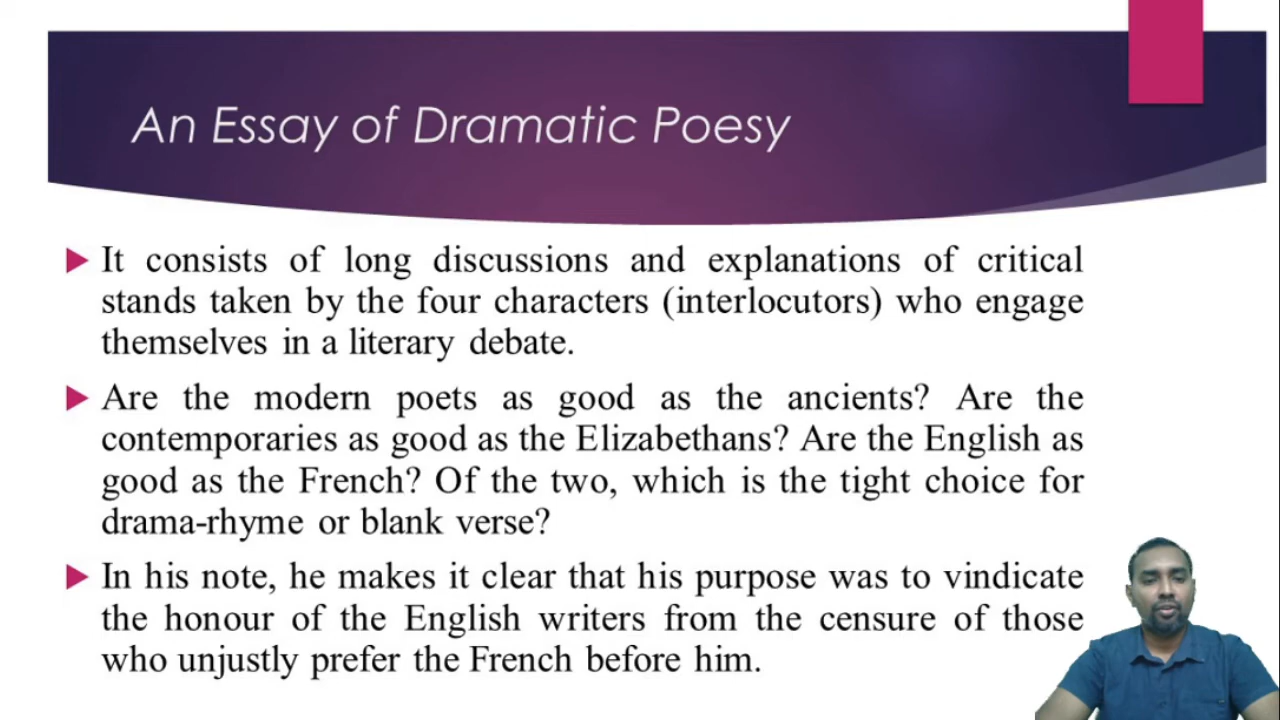 An Essay of Dramatic Poesy
It consists of long discussions and explanations of critical
stands taken by the four characters (interlocutors) who engage
themselves in a literary debate.
Are the modern poets as good as the ancients? Are the
contemporaries as good as the Elizabethans? Are the English as
good as the French? Of the two, which is the tight choice for
drama-rhyme or blank verse?
In his note, he makes it clear that his purpose was to vindicate
the honour of the English writers from the censure of those
who unjustly prefer the French before him.